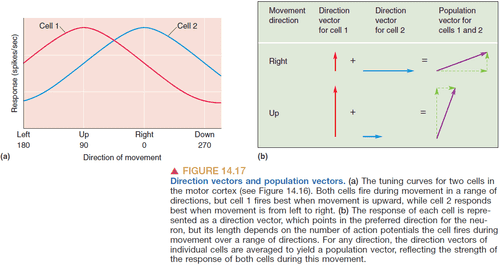 Cell 1
Cell 2
Response (spikes/sec)
Left
180
Up
90
Right
0
Down
270
(a)
Direction of movement
Movement
direction
Direction
vector
for cell 1
Direction
vector
for cell 2
Population
vector for
cells 1 and 2
Right
+
=
Up
+
=
(b)
▲ FIGURE 14.17
Direction vectors and population vectors. (a) The tuning curves for two cells in
the motor cortex (see Figure 14.16). Both cells fire during movement in a range of
directions, but cell 1 fires best when movement is upward, while cell 2 responds
best when movement is from left to right. (b) The response of each cell is repre-
sented as a direction vector, which points in the preferred direction for the neu-
ron, but its length depends on the number of action potentials the cell fires during
movement over a range of directions. For any direction, the direction vectors of
individual cells are averaged to yield a population vector, reflecting the strength of
the response of both cells during this movement.